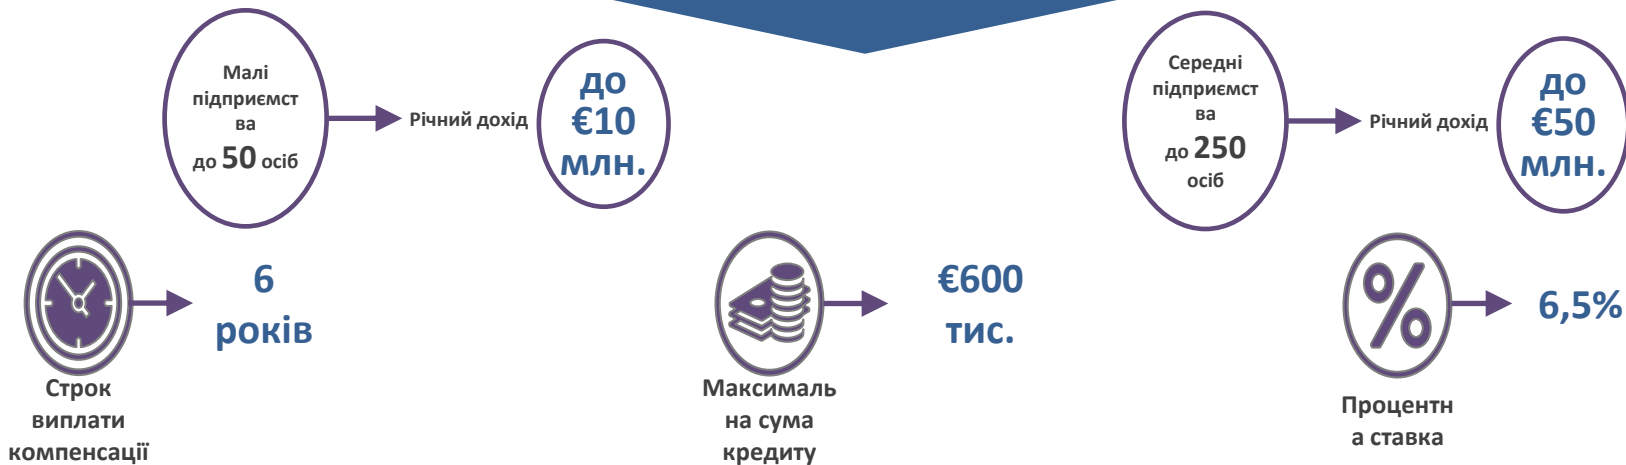 Малі
підприємст
ва
до 50 осіб
Річний дохід
до
€10
млн.
Середні
підприємст
ва
до 250
осіб
Річний дохід
до
€50
млн.
6
років
Строк
виплати
компенсації
€600
тис.
Максималь
на сума
кредиту
6,5%
Процентн
а ставка